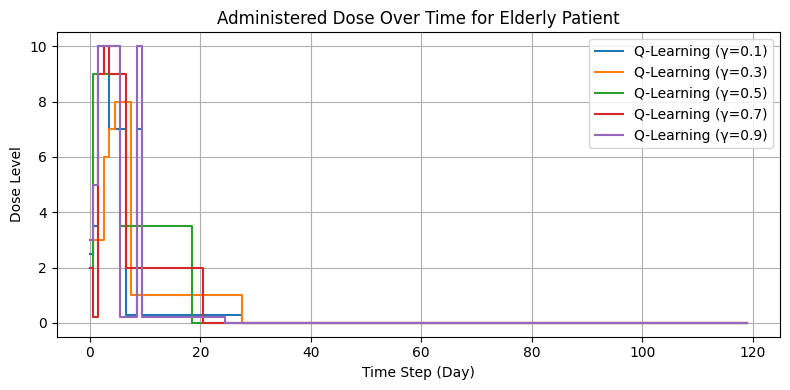 Administered Dose Over Time for Elderly Patient
Dose Level
10
8
6
4
2
0
Q-Learning (γ=0.1)
Q-Learning (γ=0.3)
Q-Learning (γ=0.5)
Q-Learning (γ=0.7)
Q-Learning (γ=0.9)
0 20 40 60 80 100 120
Time Step (Day)